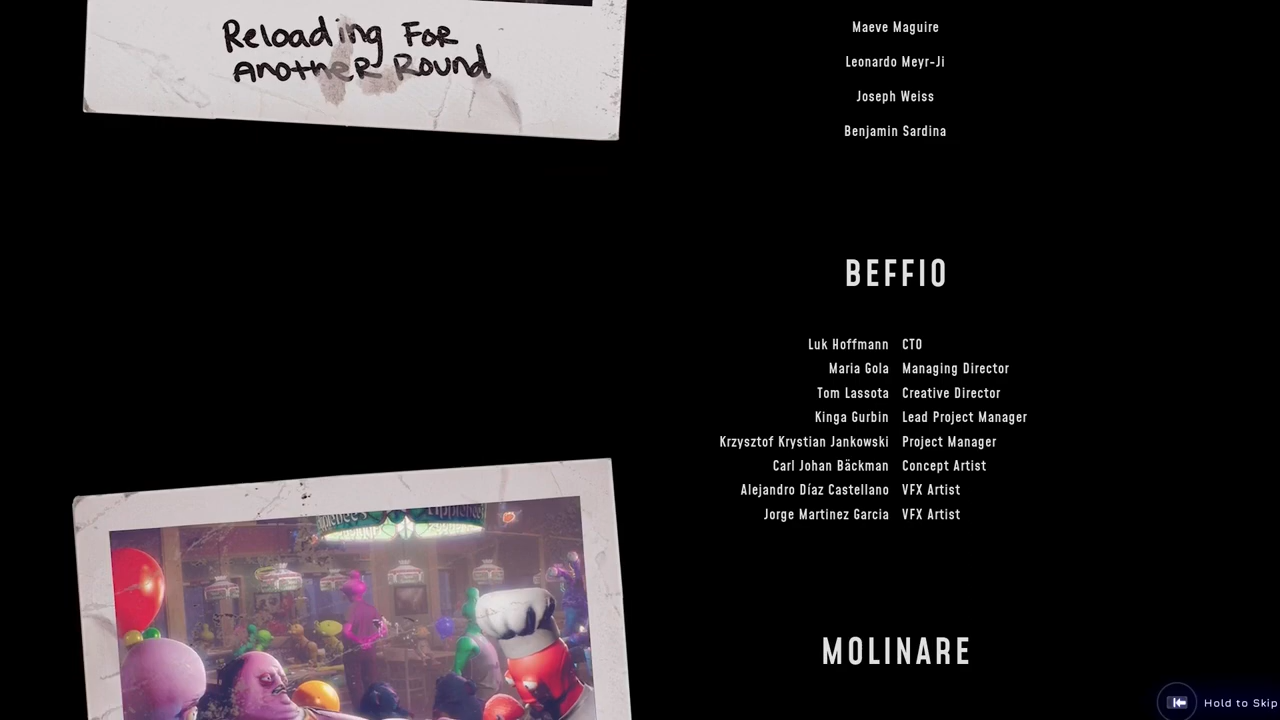 Reloading For
Another Round
Maeve Maguire
Leonardo Meyr-Ji
Joseph Weiss
Benjamin Sardina
BEFFIO
Luk Hoffmann CTO
Maria Gola Managing Director
Tom Lassota Creative Director
Kinga Gurbin Lead Project Manager
Krzysztof Krystian Jankowski Project Manager
Carl Johan Bäckman Concept Artist
Alejandro Díaz Castellano VFX Artist
Jorge Martinez Garcia VFX Artist
MOLINARE
Hold to Skip